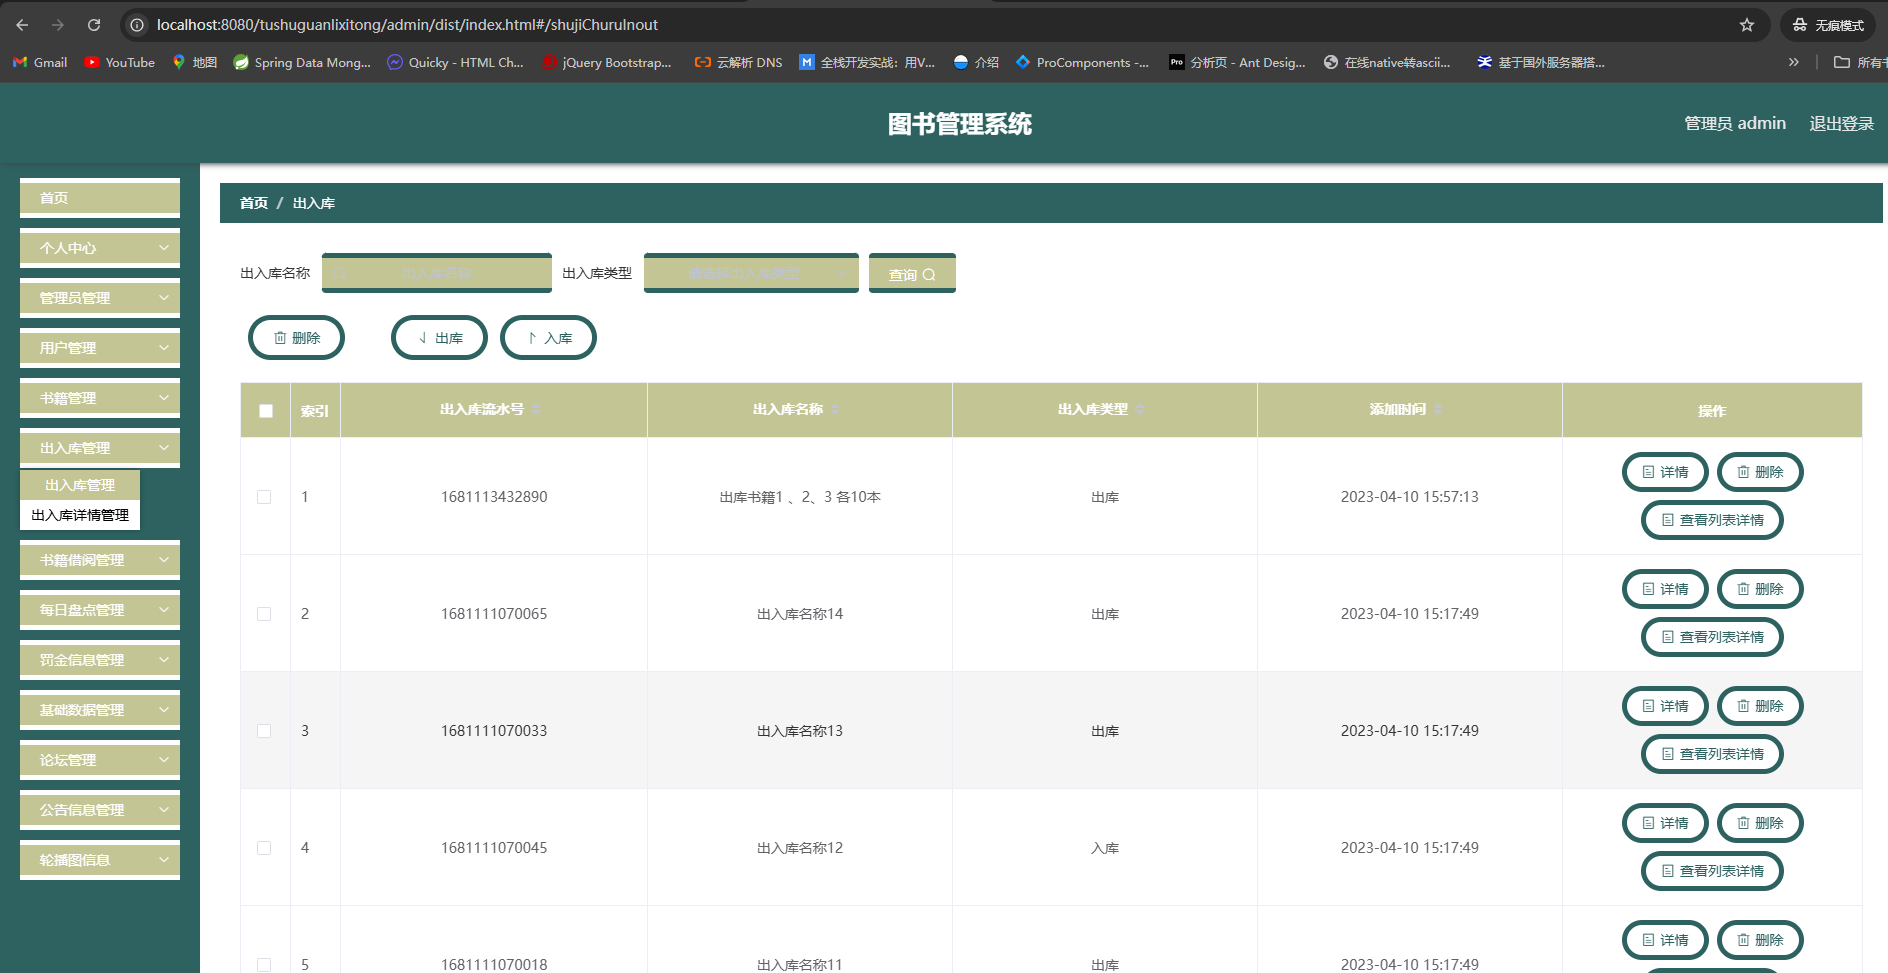 localhost:8080/tushuguanlixitong/admin/dist/index.html#/shujiChuruInout
无痕模式
Gmail YouTube 地图 Spring Data Mong... Quicky - HTML Ch... jQuery Bootstrap... 云解析 DNS 全栈开发实战：用V... 介绍 ProComponents -... 分析页 - Ant Desig... 在线native转ascii... 基于国外服务器搭... » 所有书
图书管理系统
管理员 admin 退出登录
首页
个人中心
管理员管理
用户管理
书籍管理
出入库管理
出入库管理
出入库详情管理
书籍借阅管理
每日盘点管理
罚金信息管理
基础数据管理
论坛管理
公告信息管理
轮播图信息
首页 / 出入库
出入库名称 出入库名称 出入库类型 请选择出入库类型 查询
删除 出库 入库
索引 出入库流水号 出入库名称 出入库类型 添加时间 操作
1 1681113432890 出库书籍1 、2、3 各10本 出库 2023-04-10 15:57:13 详情 删除
查看列表详情
2 1681111070065 出入库名称14 出库 2023-04-10 15:17:49 详情 删除
查看列表详情
3 1681111070033 出入库名称13 出库 2023-04-10 15:17:49 详情 删除
查看列表详情
4 1681111070045 出入库名称12 入库 2023-04-10 15:17:49 详情 删除
查看列表详情
5 1681111070018 出入库名称11 出库 2023-04-10 15:17:49 详情 删除